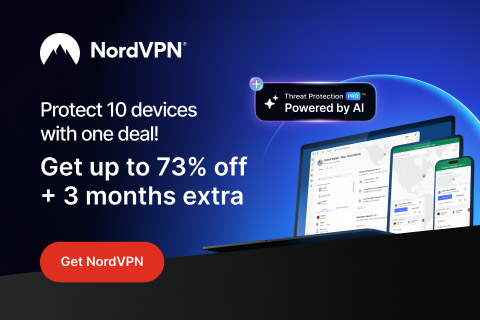 NordVPN®
Threat Protection PRO™
Powered by AI
Protect 10 devices
with one deal!
Get up to 73% off
+ 3 months extra
Get NordVPN